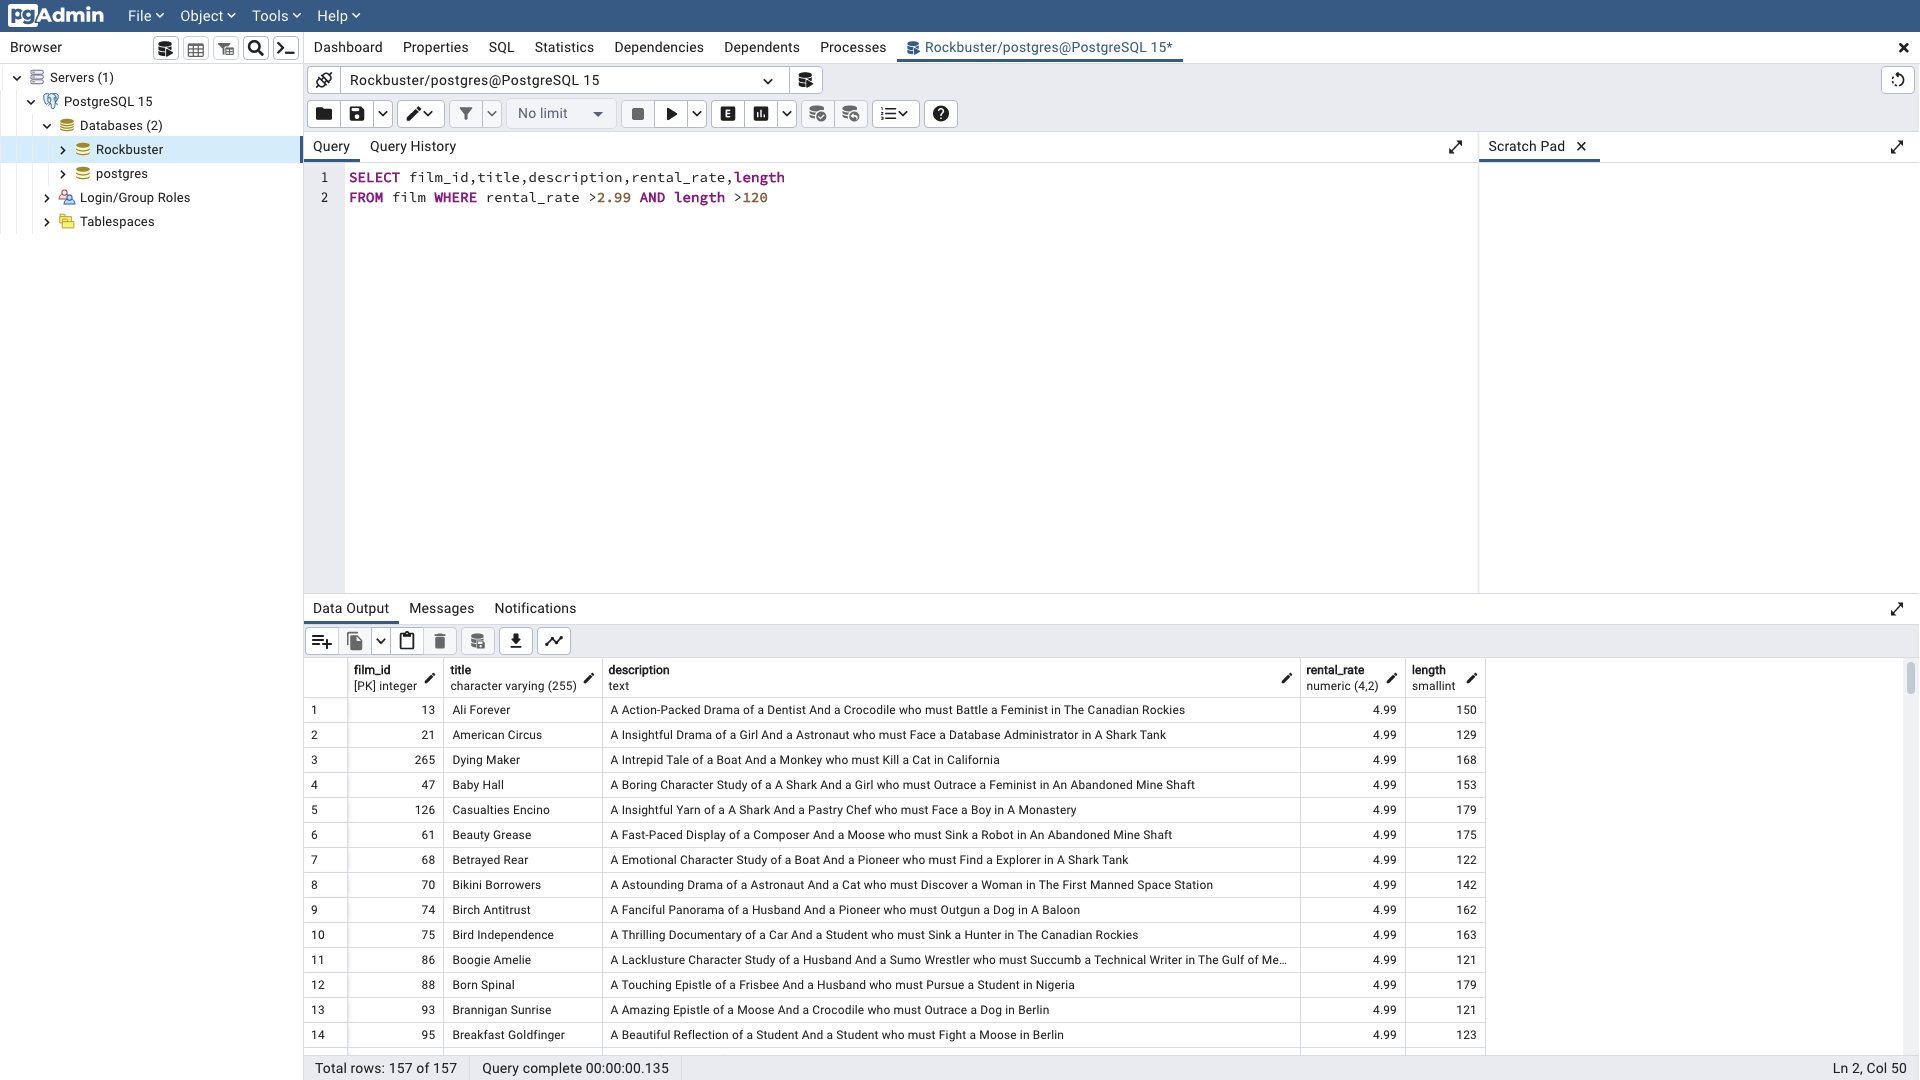 pgAdmin File Object Tools Help
Browser
Dashboard Properties SQL Statistics Dependencies Dependents Processes Rockbuster/postgres@PostgreSQL 15*
Servers (1)
PostgreSQL 15
Databases (2)
Rockbuster
postgres
Login/Group Roles
Tablespaces
Rockbuster/postgres@PostgreSQL 15
No limit
E
Query Query History
Scratch Pad
1 SELECT film_id,title,description,rental_rate,length
2 FROM film WHERE rental_rate >2.99 AND length >120
Data Output Messages Notifications
film_id title description rental_rate length
[PK] integer character varying (255) text numeric (4,2) smallint
1 13 Ali Forever A Action-Packed Drama of a Dentist And a Crocodile who must Battle a Feminist in The Canadian Rockies 4.99 150
2 21 American Circus A Insightful Drama of a Girl And a Astronaut who must Face a Database Administrator in A Shark Tank 4.99 129
3 265 Dying Maker A Intrepid Tale of a Boat And a Monkey who must Kill a Cat in California 4.99 168
4 47 Baby Hall A Boring Character Study of a A Shark And a Girl who must Outrace a Feminist in An Abandoned Mine Shaft 4.99 153
5 126 Casualties Encino A Insightful Yarn of a A Shark And a Pastry Chef who must Face a Boy in A Monastery 4.99 179
6 61 Beauty Grease A Fast-Paced Display of a Composer And a Moose who must Sink a Robot in An Abandoned Mine Shaft 4.99 175
7 68 Betrayed Rear A Emotional Character Study of a Boat And a Pioneer who must Find a Explorer in A Shark Tank 4.99 122
8 70 Bikini Borrowers A Astounding Drama of a Astronaut And a Cat who must Discover a Woman in The First Manned Space Station 4.99 142
9 74 Birch Antitrust A Fanciful Panorama of a Husband And a Pioneer who must Outgun a Dog in A Baloon 4.99 162
10 75 Bird Independence A Thrilling Documentary of a Car And a Student who must Sink a Hunter in The Canadian Rockies 4.99 163
11 86 Boogie Amelie A Lacklusture Character Study of a Husband And a Sumo Wrestler who must Succumb a Technical Writer in The Gulf of Me... 4.99 121
12 88 Born Spinal A Touching Epistle of a Frisbee And a Husband who must Pursue a Student in Nigeria 4.99 179
13 93 Brannigan Sunrise A Amazing Epistle of a Moose And a Crocodile who must Outrace a Dog in Berlin 4.99 121
14 95 Breakfast Goldfinger A Beautiful Reflection of a Student And a Student who must Fight a Moose in Berlin 4.99 123
Total rows: 157 of 157 Query complete 00:00:00.135 Ln 2, Col 50